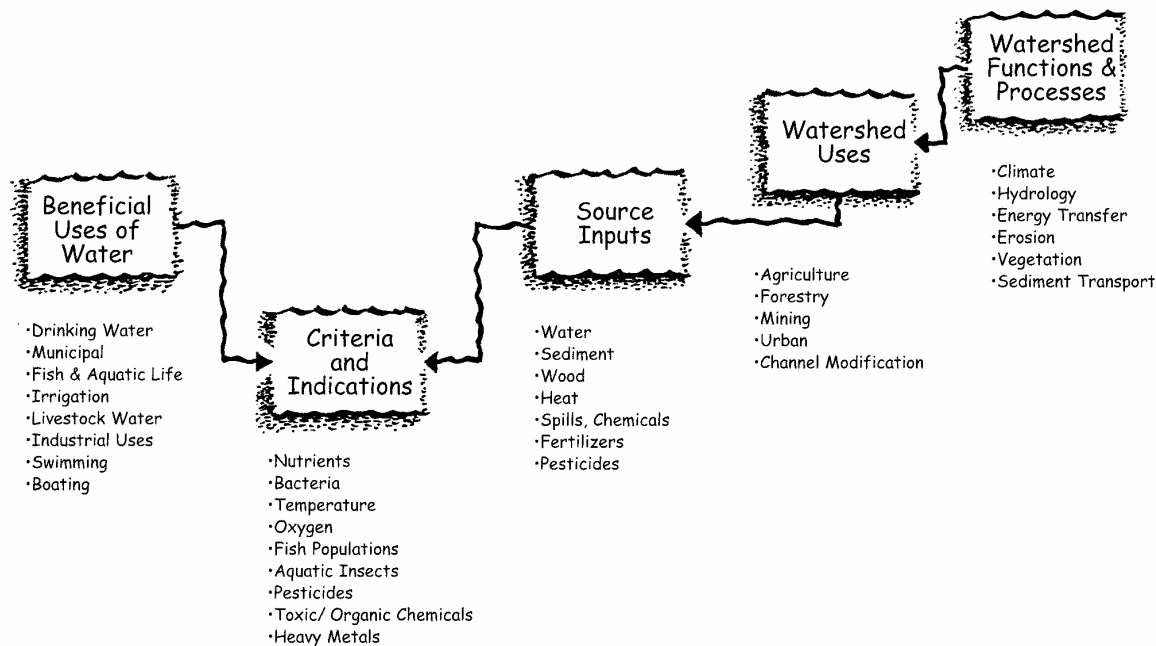 Beneficial
Uses of
Water
•Drinking Water
•Municipal
•Fish & Aquatic Life
•Irrigation
•Livestock Water
•Industrial Uses
•Swimming
•Boating
Criteria
and
Indications
•Nutrients
•Bacteria
•Temperature
•Oxygen
•Fish Populations
•Aquatic Insects
•Pesticides
•Toxic/ Organic Chemicals
•Heavy Metals
Source
Inputs
•Water
•Sediment
•Wood
•Heat
•Spills, Chemicals
•Fertilizers
•Pesticides
Watershed
Uses
•Agriculture
•Forestry
•Mining
•Urban
•Channel Modification
Watershed
Functions &
Processes
•Climate
•Hydrology
•Energy Transfer
•Erosion
•Vegetation
•Sediment Transport